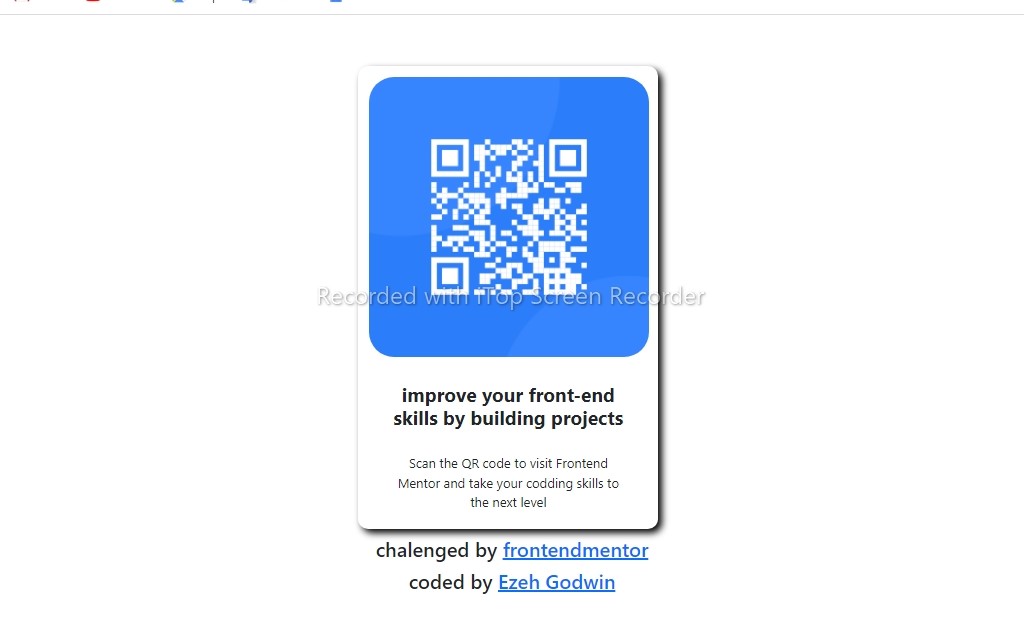 Recorded with iTop Screen Recorder
improve your front-end
skills by building projects
Scan the QR code to visit Frontend
Mentor and take your codding skills to
the next level
chalenged by frontendmentor
coded by Ezeh Godwin